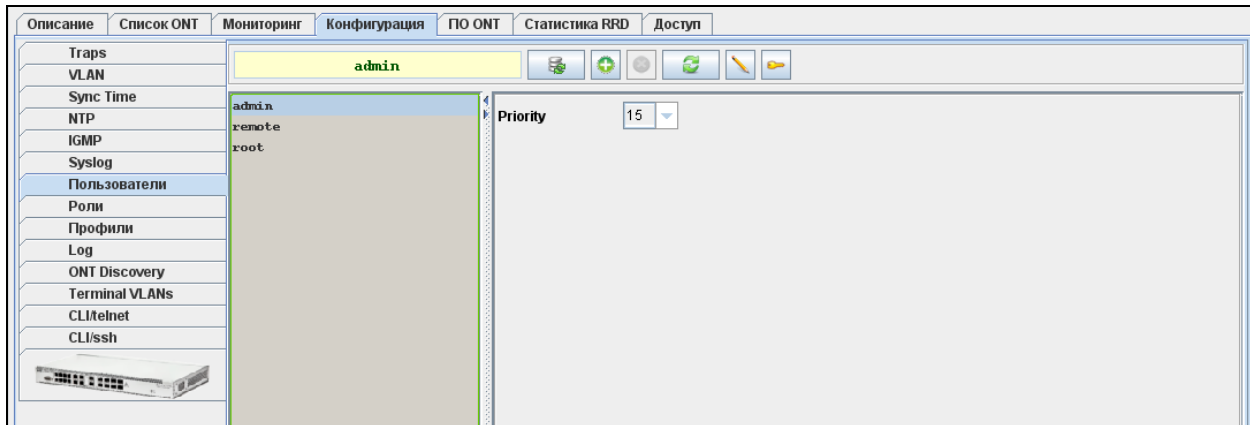 Описание Список ONT Мониторинг Конфигурация ПО ONT Статистика RRD Доступ
Traps
VLAN
Sync Time
NTP
IGMP
Syslog
Пользователи
Роли
Профили
Log
ONT Discovery
Terminal VLANs
CLI/telnet
CLI/ssh
admin
admin
remote
root
Priority 15